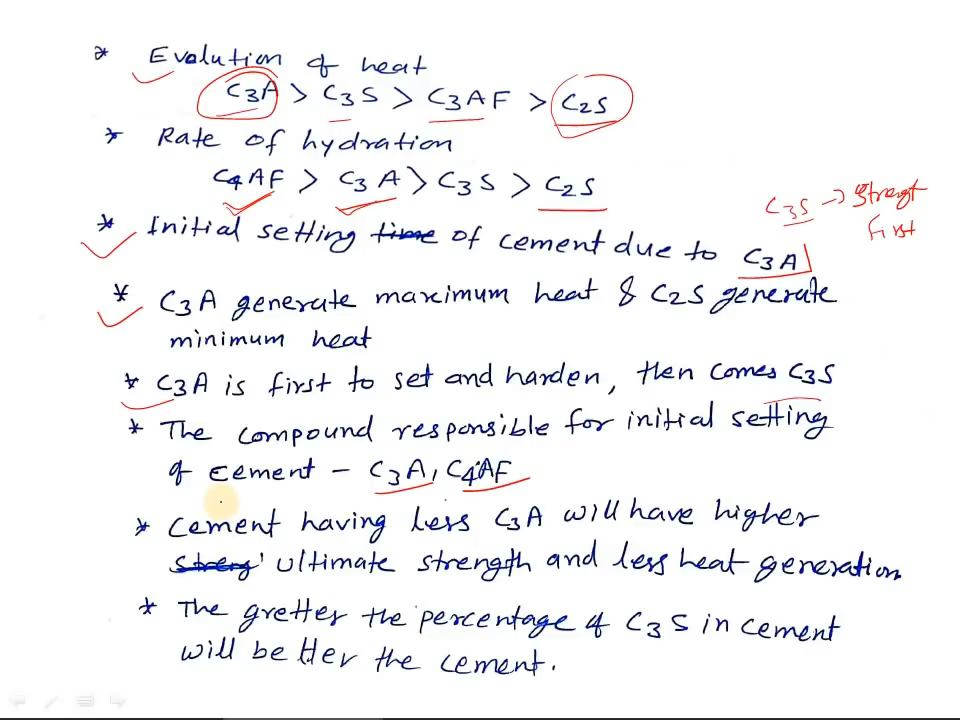 * Evolution of heat
C3A > C3S > C3AF > C2S
* Rate of hydration
C4AF > C3A > C3S > C2S
C3S → Strengt
First
* Initial setting time of cement due to C3A
* C3A generate maximum heat & C2S generate
minimum heat
* C3A is first to set and harden, then comes C3S
* The compound responsible for initial setting
of cement - C3A, C4AF
* Cement having less C3A will have higher
streng ultimate strength and less heat generation
* The gretter the percentage of C3S in cement
will better the cement.